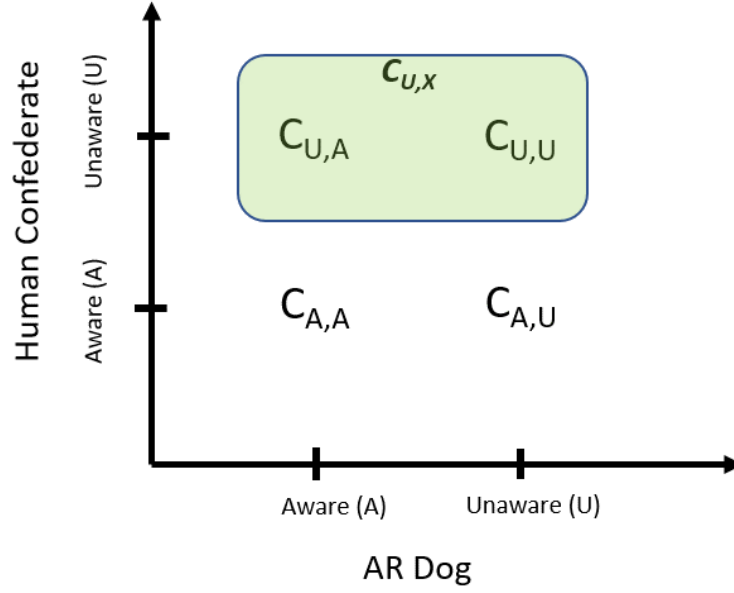 Human Confederate
Unaware (U)
Aware (A)
C_{U,X}
C_{U,A}
C_{U,U}
C_{A,A}
C_{A,U}
Aware (A)
Unaware (U)
AR Dog